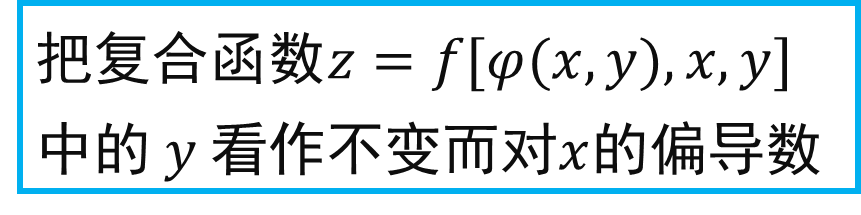 把复合函数z = f[φ(x,y),x,y]
中的 y 看作不变而对x的偏导数